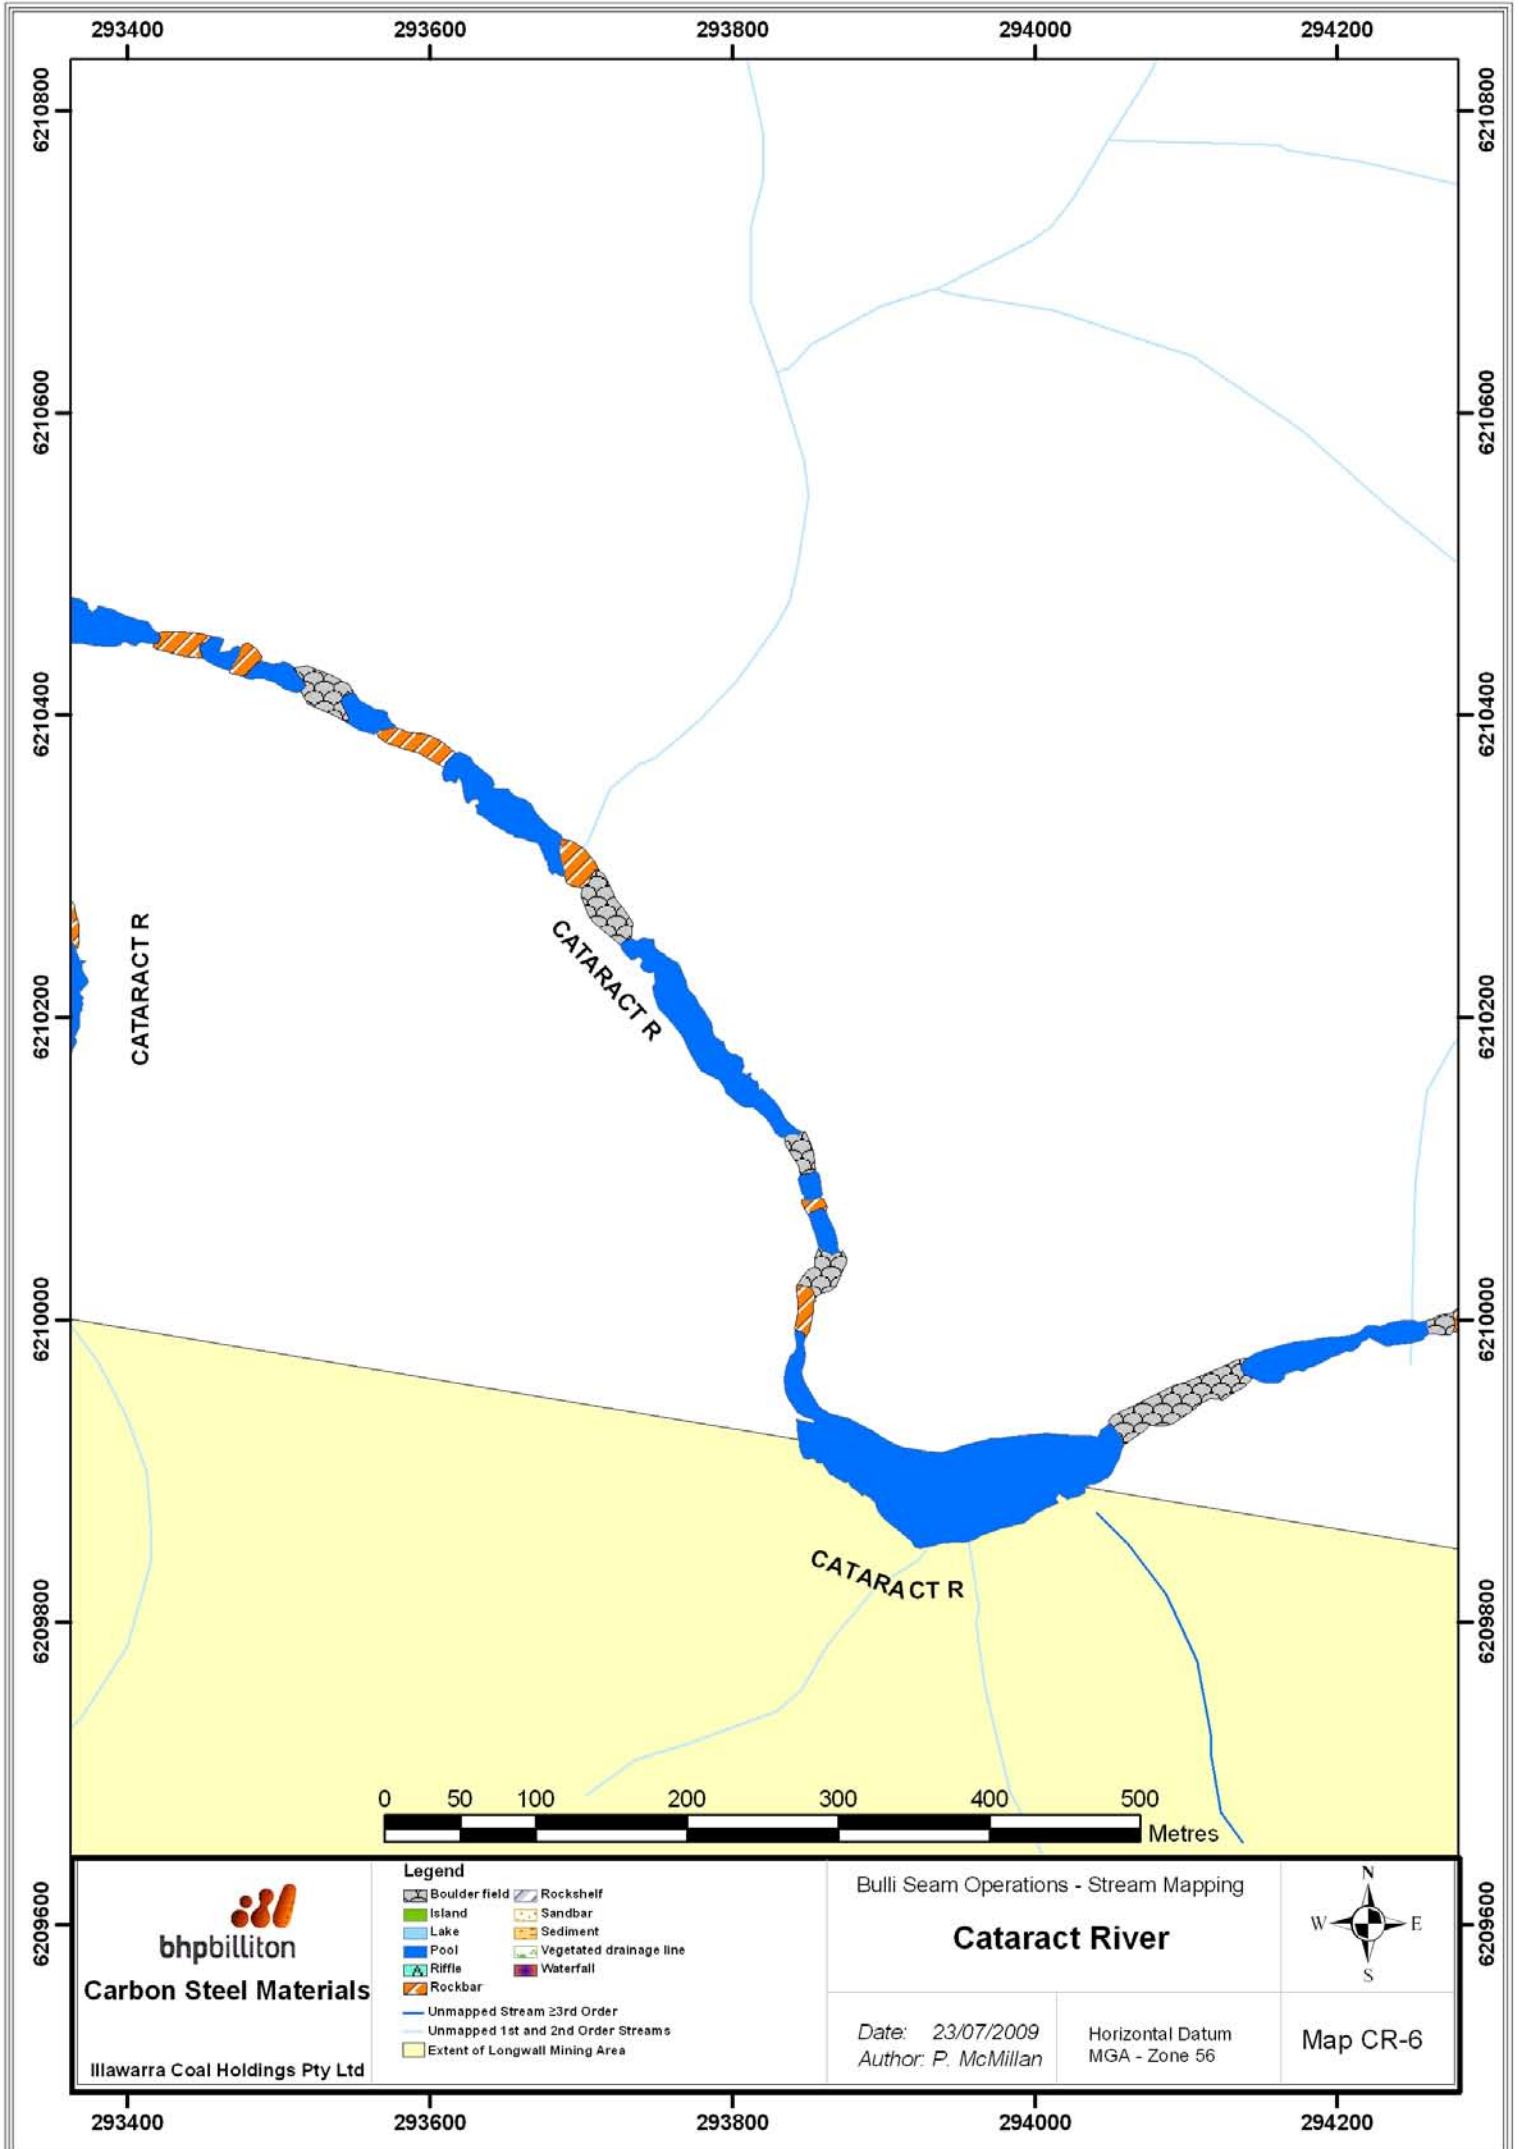 293400 293600 293800 294000 294200
6210800 6210800
6210600 6210600
6210400 6210400
6210200 6210200
6210000 6210000
6209800 6209800
6209600 6209600
CATARACT R
CATARACT R
CATARACT R
0 50 100 200 300 400 500
Metres
bhpbilliton
Carbon Steel Materials
Illawarra Coal Holdings Pty Ltd
Legend
Boulder field
Island
Lake
Pool
Riffle
Rockbar
Rockshelf
Sandbar
Sediment
Vegetated drainage line
Waterfall
Unmapped Stream ≥3rd Order
Unmapped 1st and 2nd Order Streams
Extent of Longwall Mining Area
Bulli Seam Operations - Stream Mapping
Cataract River
Date: 23/07/2009
Author: P. McMillan
Horizontal Datum
MGA - Zone 56
N
W E
S
Map CR-6
293400 293600 293800 294000 294200